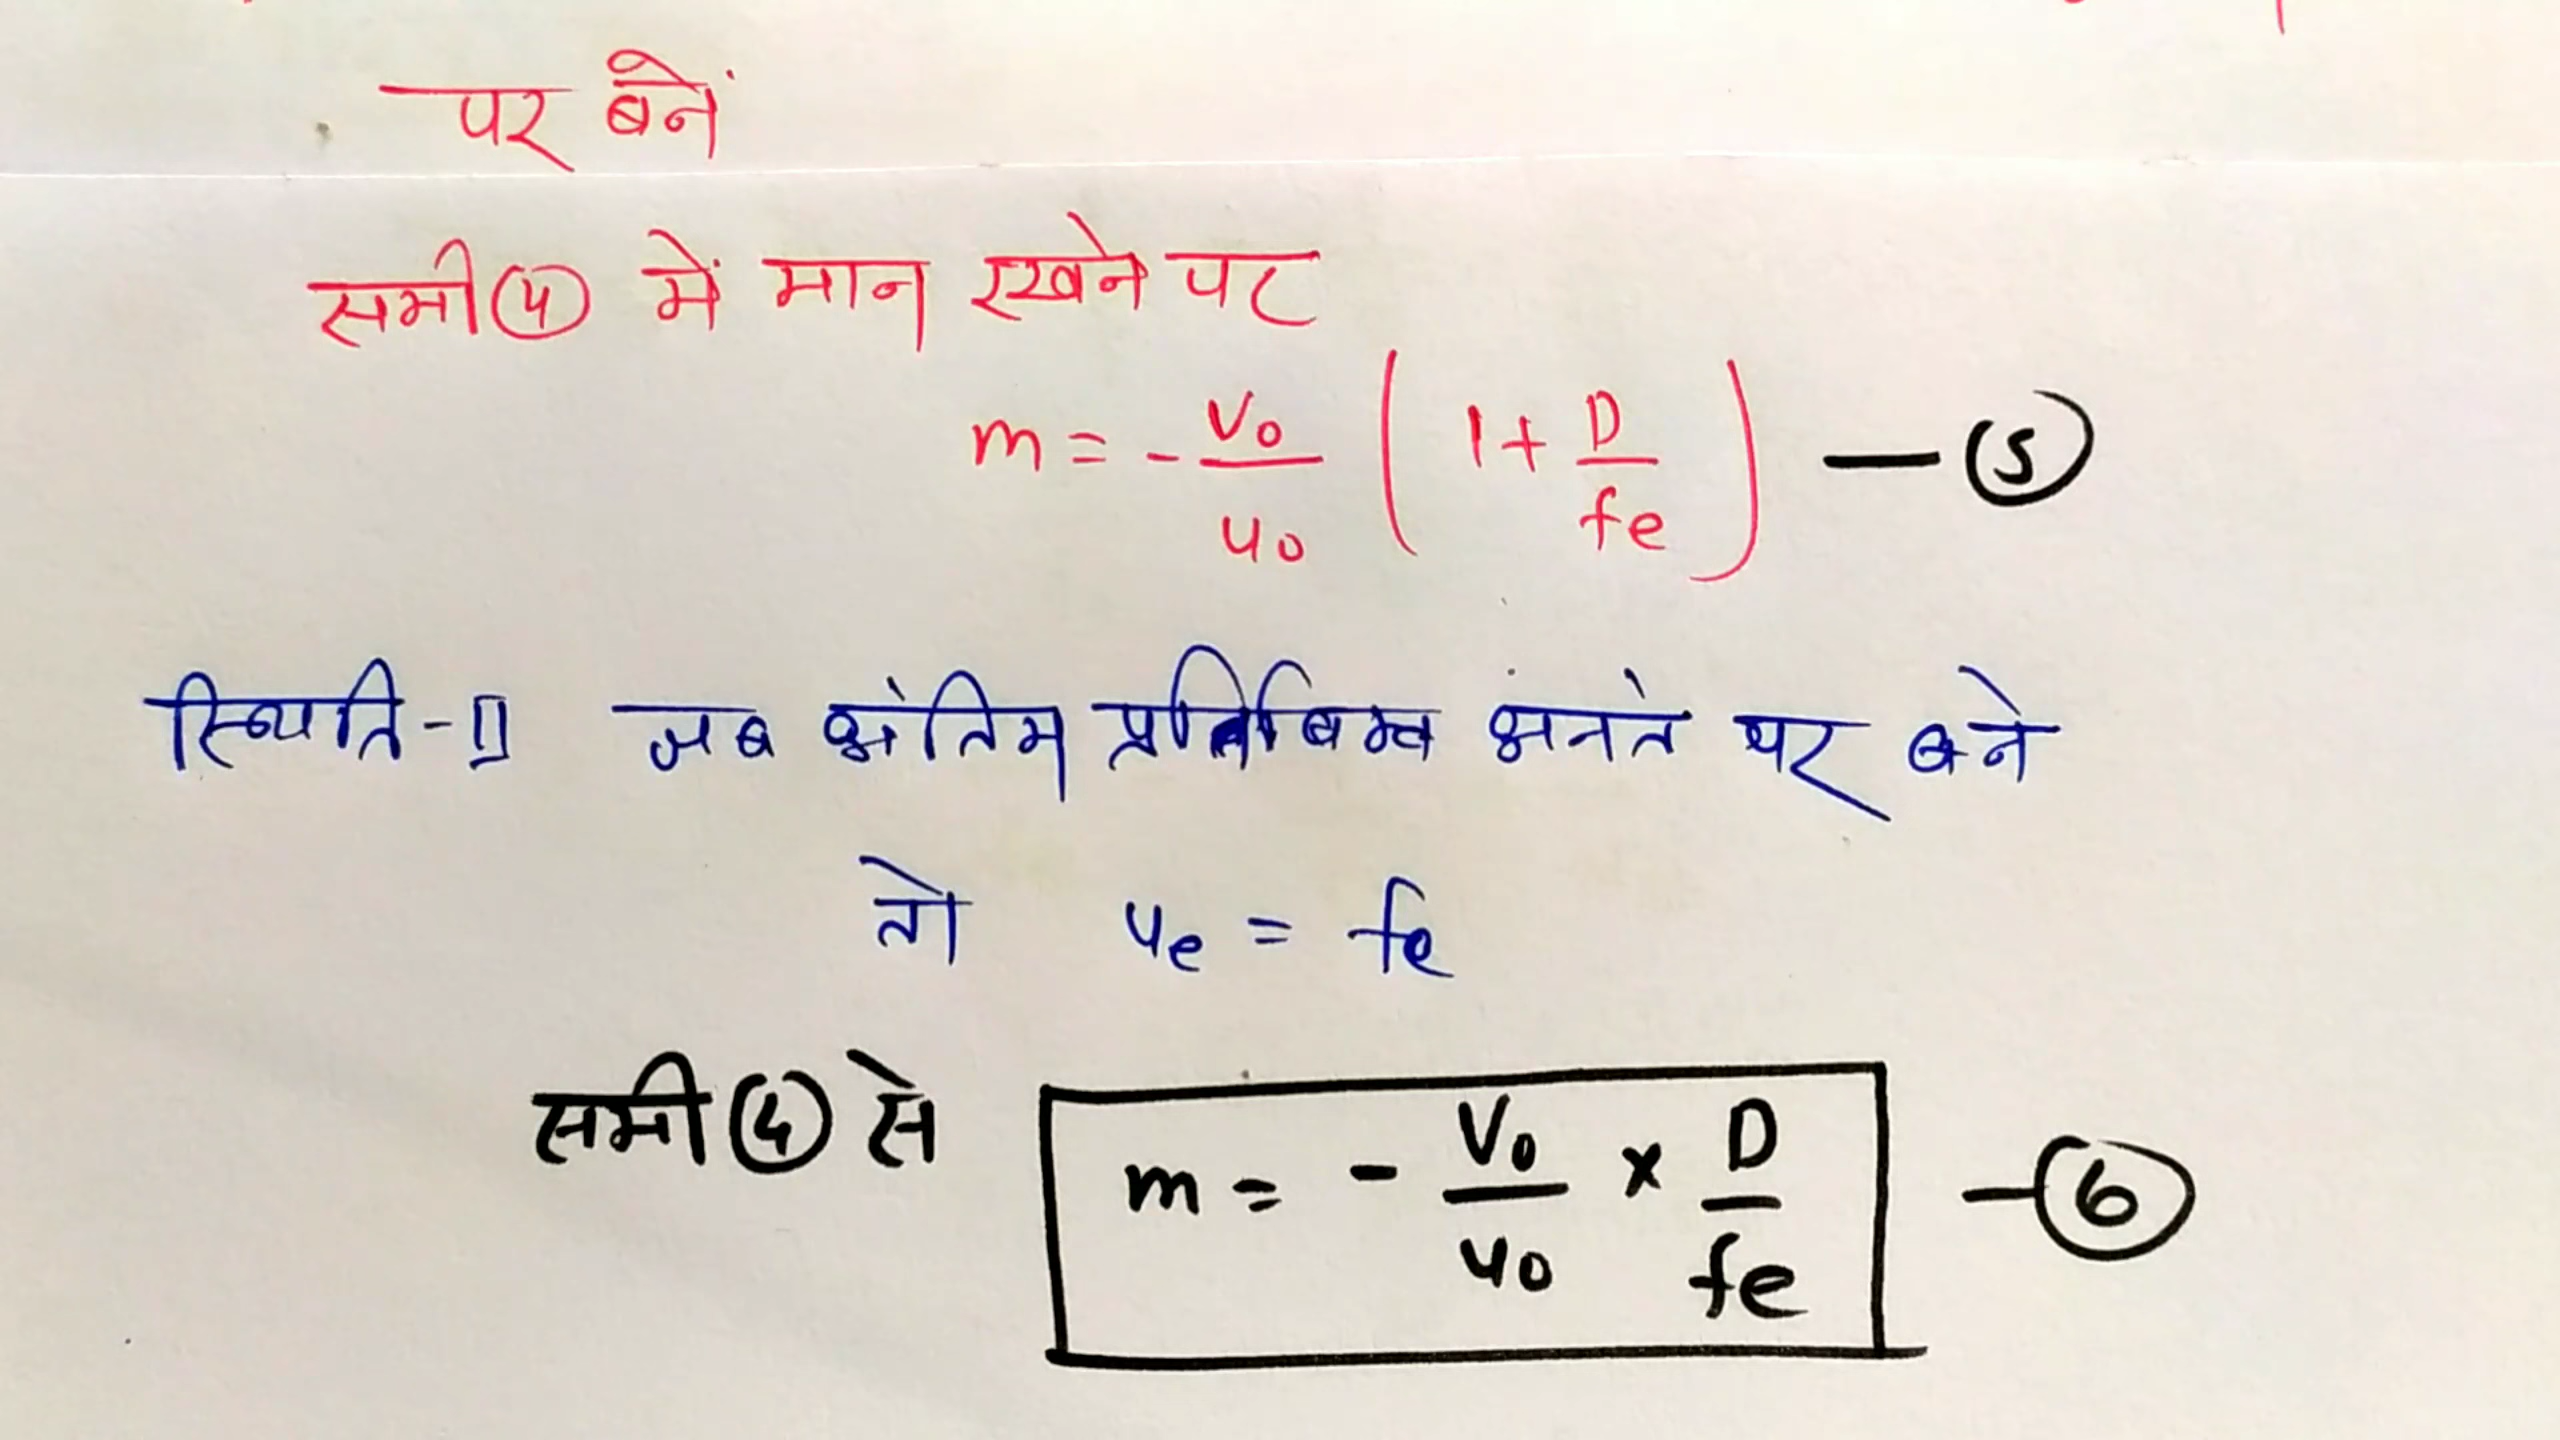 पर बनें
समी④ में मान रखने पर
m = - v₀/u₀ ( 1 + D/fe ) — ⑤
स्थिति-II जब अंतिम प्रतिबिम्ब अनंत पर बने
तो ue = fe
समी④ से m = - v₀/u₀ × D/fe —⑥